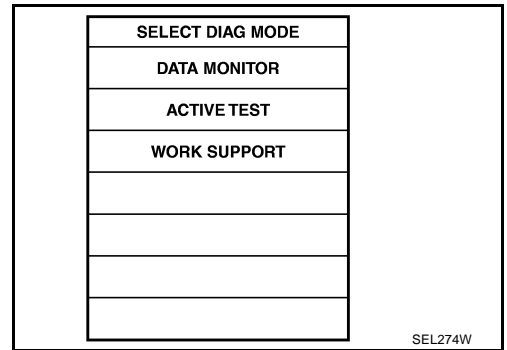 SELECT DIAG MODE
DATA MONITOR
ACTIVE TEST
WORK SUPPORT
SEL274W